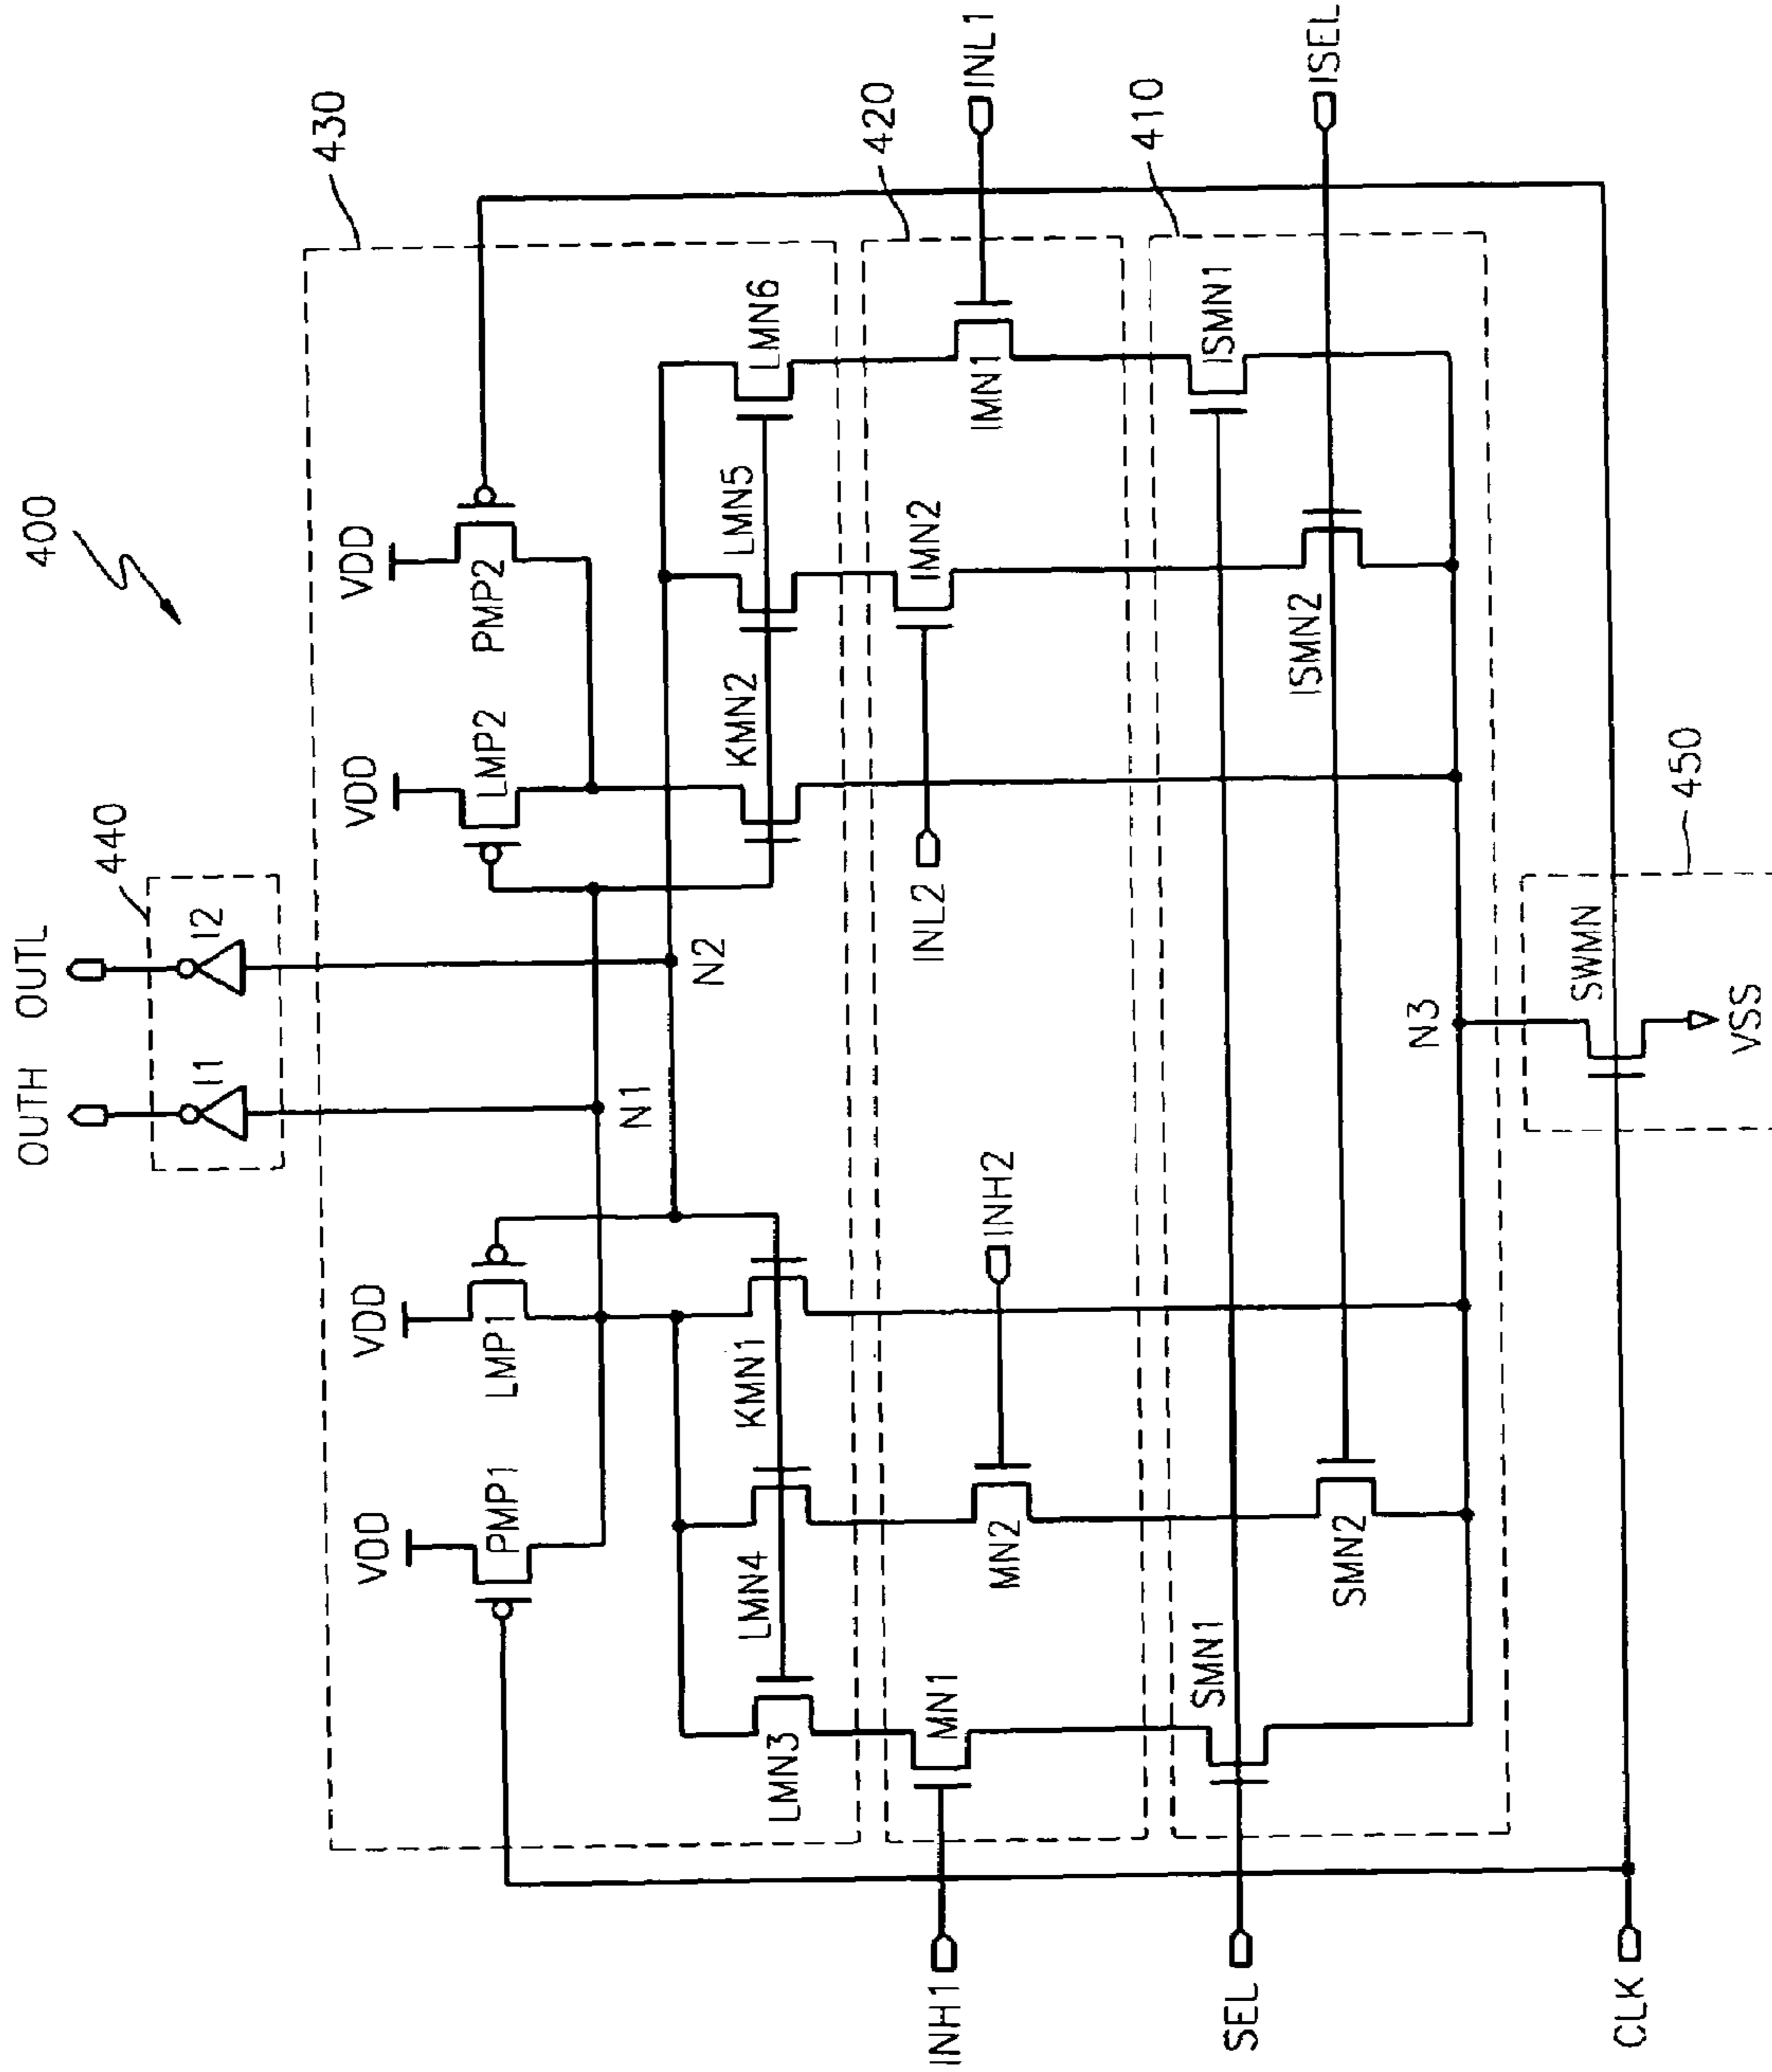 400
OUTH
OUTL
440
I1
I2
430
VDD
VDD
VDD
VDD
PMP1
LMP1
LMP2
PMP2
N1
N2
LMN3
LMN4
KMN1
KMN2
LMN5
LMN6
420
INH1
MN1
MN2
INH2
INL2
IMN2
IMN1
INL1
410
SEL
SMN1
SMN2
ISMN2
ISMN1
ISEL
N3
450
SWMN
CLK
VSS